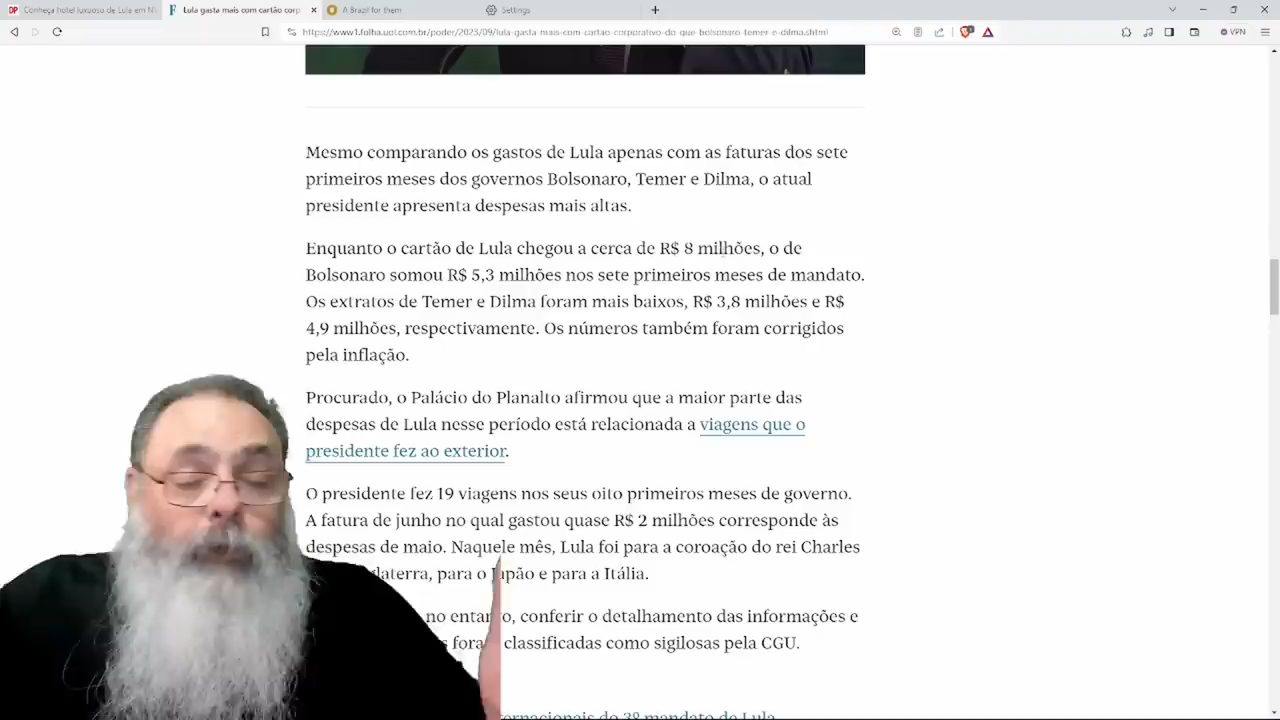 Conheça hotel luxuoso de Lula em N
Lula gasta mais com cartão corp
A Brazil for them
Settings
https://www1.folha.uol.com.br/poder/2023/09/lula-gasta-mais-com-cartao-corporativo-do-que-bolsonaro-temer-e-dilma.shtml
VPN
Mesmo comparando os gastos de Lula apenas com as faturas dos sete
primeiros meses dos governos Bolsonaro, Temer e Dilma, o atual
presidente apresenta despesas mais altas.
Enquanto o cartão de Lula chegou a cerca de R$ 8 milhões, o de
Bolsonaro somou R$ 5,3 milhões nos sete primeiros meses de mandato.
Os extratos de Temer e Dilma foram mais baixos, R$ 3,8 milhões e R$
4,9 milhões, respectivamente. Os números também foram corrigidos
pela inflação.
Procurado, o Palácio do Planalto afirmou que a maior parte das
despesas de Lula nesse período está relacionada a viagens que o
presidente fez ao exterior.
O presidente fez 19 viagens nos seus oito primeiros meses de governo.
A fatura de junho no qual gastou quase R$ 2 milhões corresponde às
despesas de maio. Naquele mês, Lula foi para a coroação do rei Charles
daterra, para o Japão e para a Itália.
no entanto, conferir o detalhamento das informações e
foram classificadas como sigilosas pela CGU.
ternacionais do 3º mandato de Lula